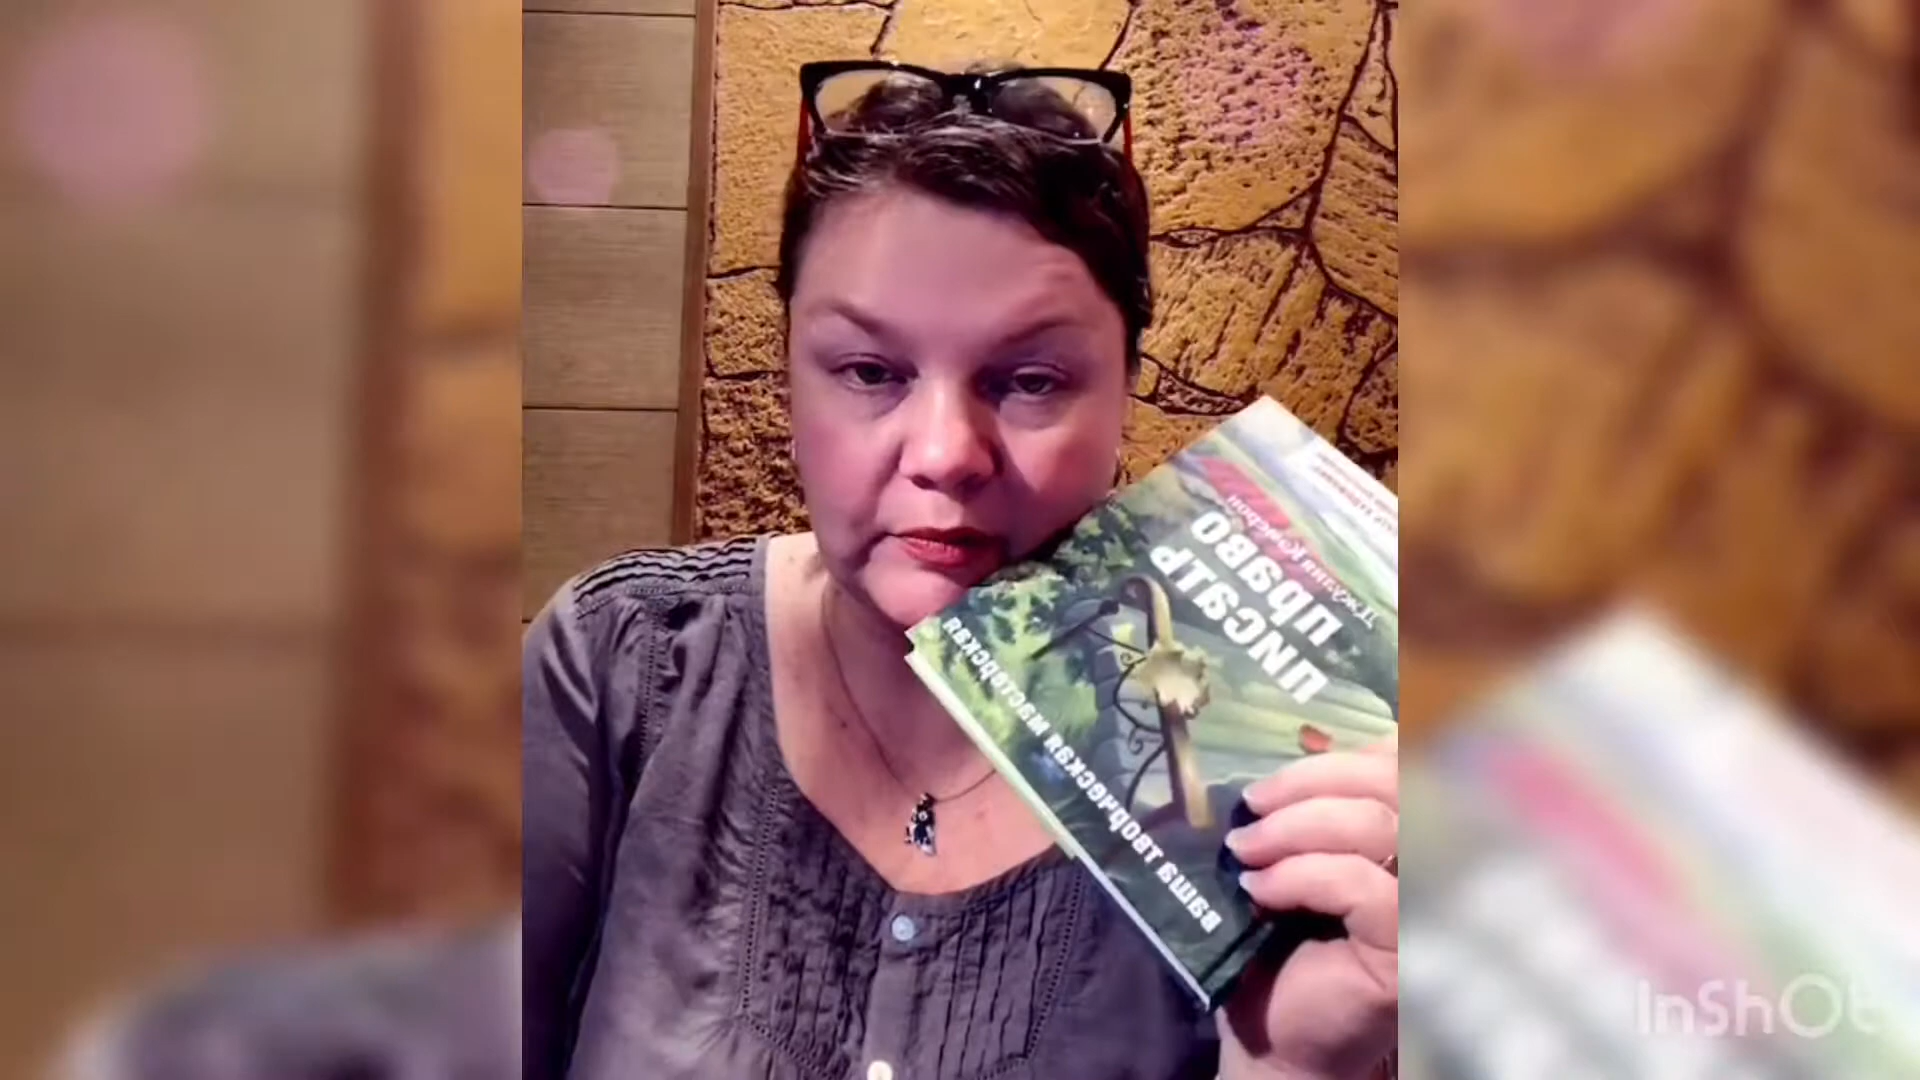 Джулия Кэмерон
право
писать
ваша творческая мастерская
InShOt